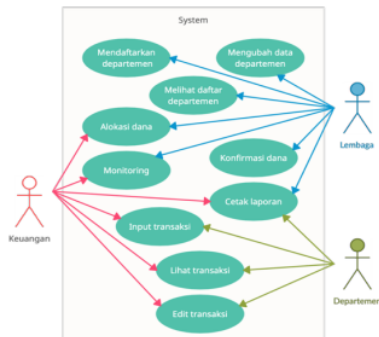 System
Mendaftarkan
departemen
Mengubah data
departemen
Melihat daftar
departemen
Alokasi dana
Lembaga
Monitoring
Konfirmasi dana
Keuangan
Cetak laporan
Input transaksi
Lihat transaksi
Departemen
Edit transaksi